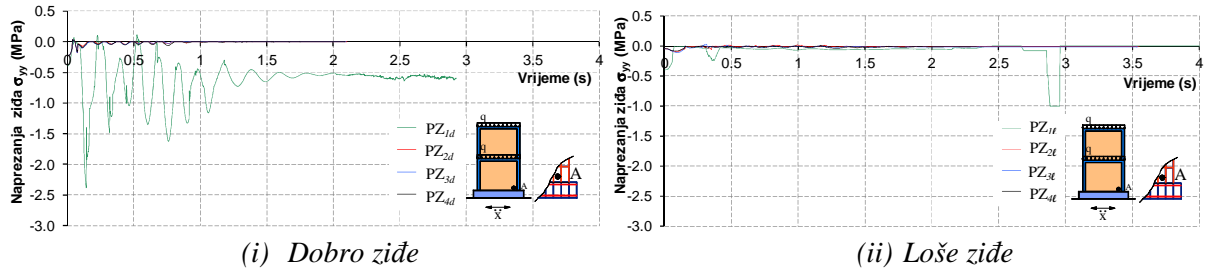 Naprezanja ziđa σyy (MPa)
0.5
0.0
-0.5
-1.0
-1.5
-2.0
-2.5
-3.0
0
0.5
1
1.5
2
2.5
3
3.5
4
Vrijeme (s)
PZ1d
PZ2d
PZ3d
PZ4d
q
q
A
ẍ
A
(i) Dobro ziđe
Naprezanja ziđa σyy (MPa)
0.5
0.0
-0.5
-1.0
-1.5
-2.0
-2.5
-3.0
0
0.5
1
1.5
2
2.5
3
3.5
4
Vrijeme (s)
PZ1ℓ
PZ2ℓ
PZ3ℓ
PZ4ℓ
q
q
A
ẍ
A
(ii) Loše ziđe